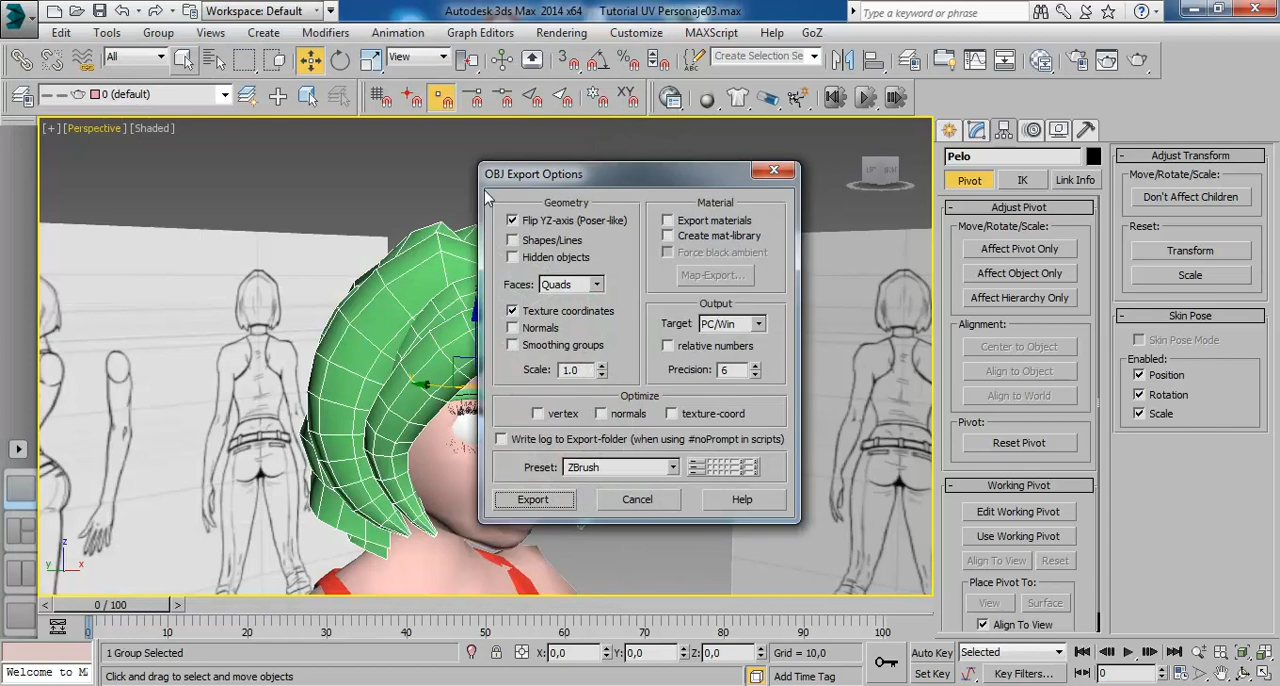 Workspace: Default
Autodesk 3ds Max 2014 x64 Tutorial UV Personaje03.max
Type a keyword or phrase
Edit Tools Group Views Create Modifiers Animation Graph Editors Rendering Customize MAXScript Help GoZ
All View Create Selection Se
0 (default)
[+] [Perspective] [Shaded]
OBJ Export Options
Geometry
Flip YZ-axis (Poser-like)
Shapes/Lines
Hidden objects
Faces: Quads
Texture coordinates
Normals
Smoothing groups
Scale: 1.0
Material
Export materials
Create mat-library
Force black ambient
Map-Export...
Output
Target PC/Win
relative numbers
Precision: 6
Optimize
vertex normals texture-coord
Write log to Export-folder (when using #noPrompt in scripts)
Preset: ZBrush
Export Cancel Help
Pelo
Pivot IK Link Info
- Adjust Pivot
Move/Rotate/Scale:
Affect Pivot Only
Affect Object Only
Affect Hierarchy Only
Alignment:
Center to Object
Align to Object
Align to World
Pivot:
Reset Pivot
- Working Pivot
Edit Working Pivot
Use Working Pivot
Align To View Reset
Place Pivot To:
View Surface
Align To View
- Adjust Transform
Move/Rotate/Scale:
Don't Affect Children
Reset:
Transform
Scale
- Skin Pose
Skin Pose Mode
Enabled:
Position
Rotation
Scale
z
y x
< 0 / 100 >
0 10 20 30 40 50 60 70 80 90 100
1 Group Selected X: 0,0 Y: 0,0 Z: 0,0 Grid = 10,0 Auto Key Selected
Welcome to M Click and drag to select and move objects Add Time Tag Set Key Key Filters... 0